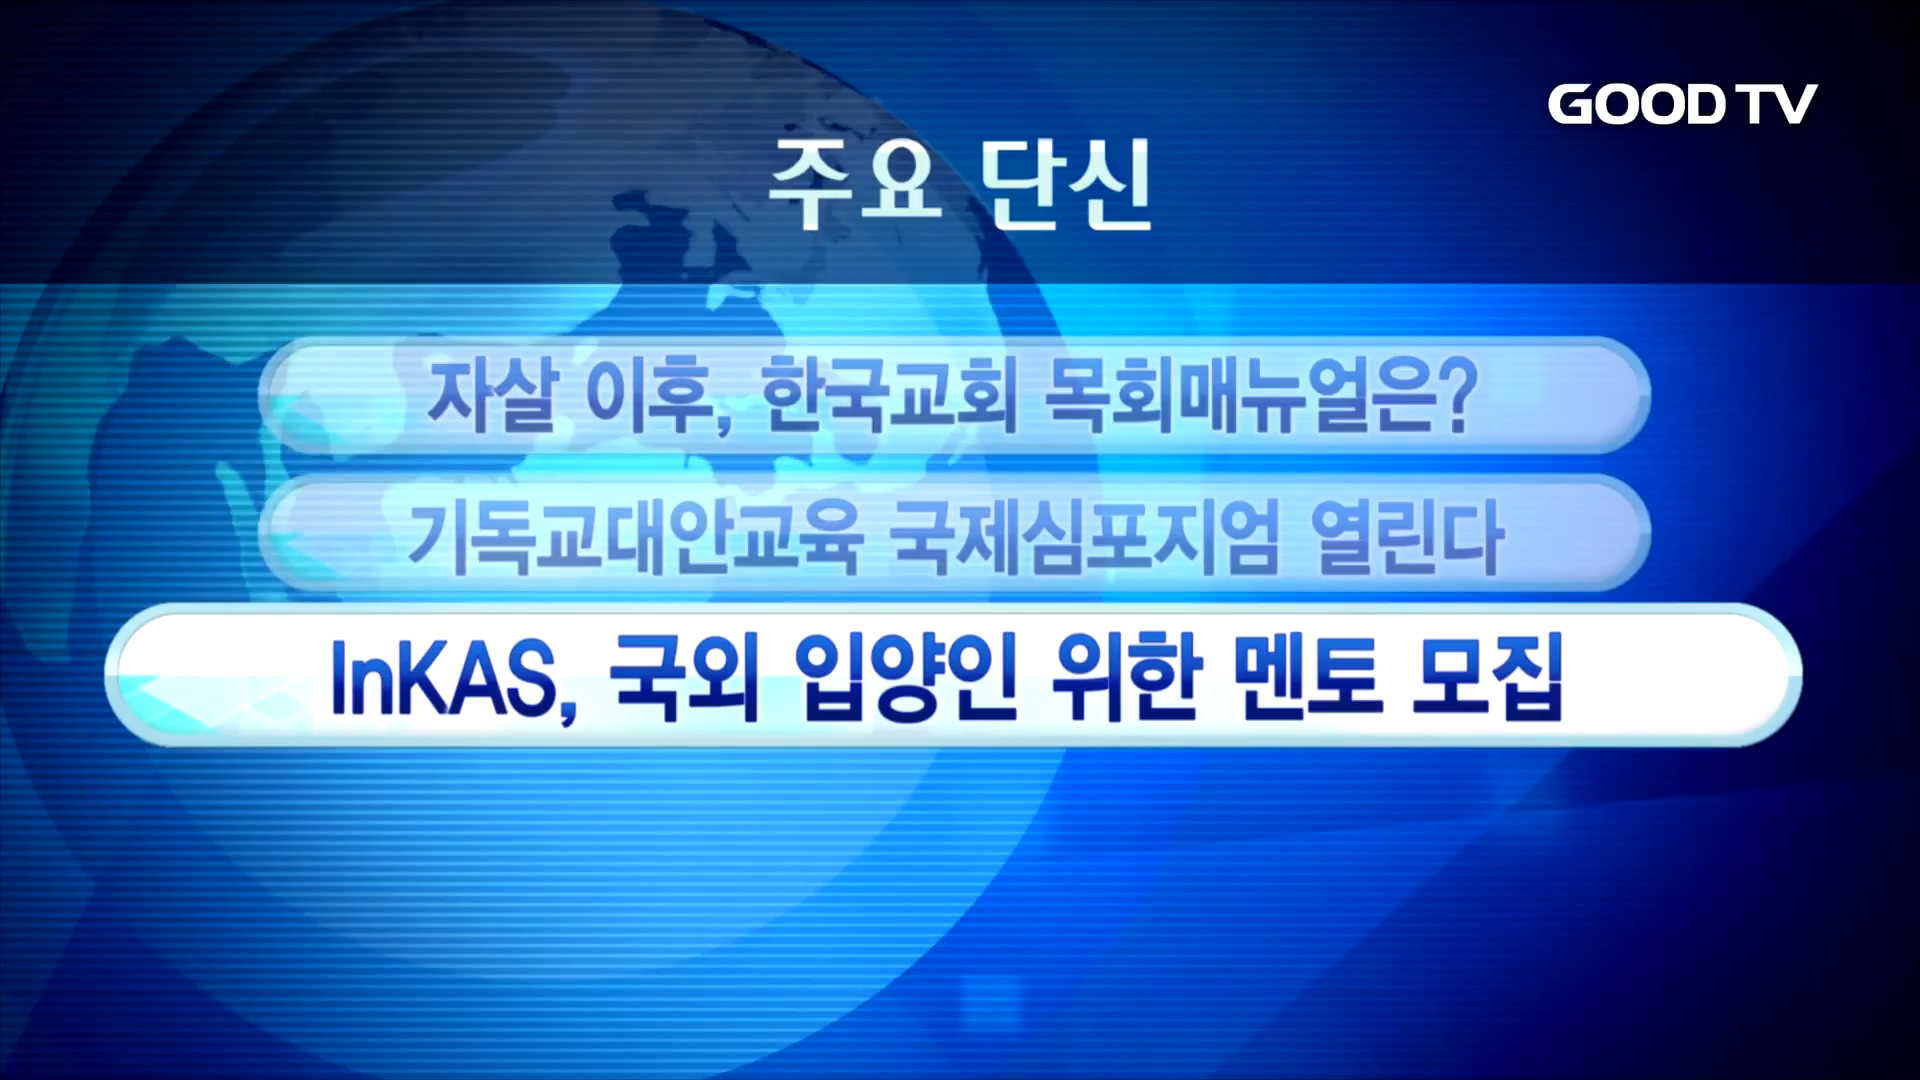 GOOD TV
주요 단신
자살 이후, 한국교회 목회매뉴얼은?
기독교대안교육 국제심포지엄 열린다
InKAS, 국외 입양인 위한 멘토 모집